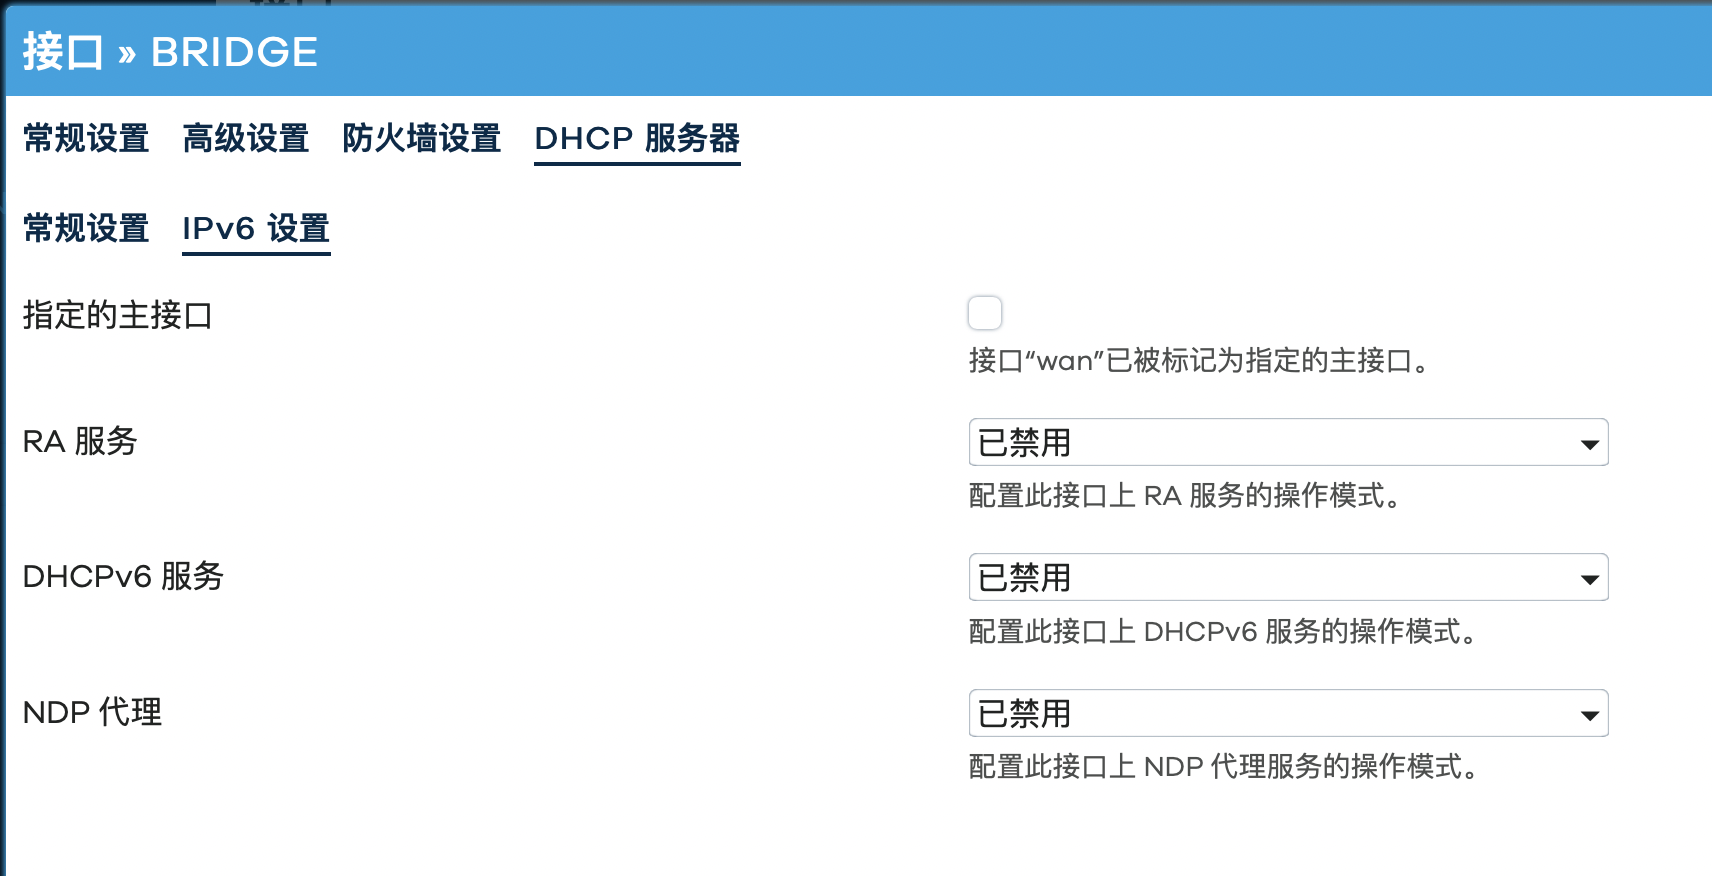 接口 » BRIDGE
常规设置 高级设置 防火墙设置 DHCP 服务器
常规设置 IPv6 设置
指定的主接口
接口“wan”已被标记为指定的主接口。
RA 服务
已禁用
配置此接口上 RA 服务的操作模式。
DHCPv6 服务
已禁用
配置此接口上 DHCPv6 服务的操作模式。
NDP 代理
已禁用
配置此接口上 NDP 代理服务的操作模式。